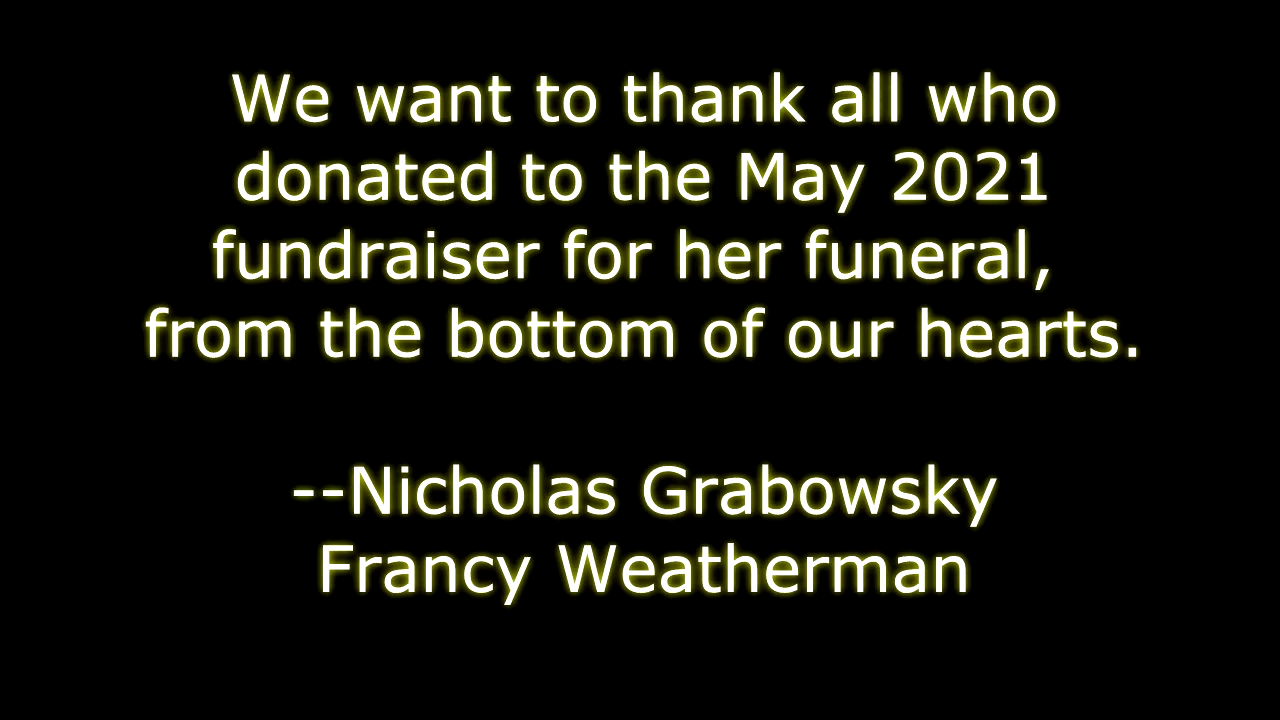 We want to thank all who
donated to the May 2021
fundraiser for her funeral,
from the bottom of our hearts.
--Nicholas Grabowsky
Francy Weatherman